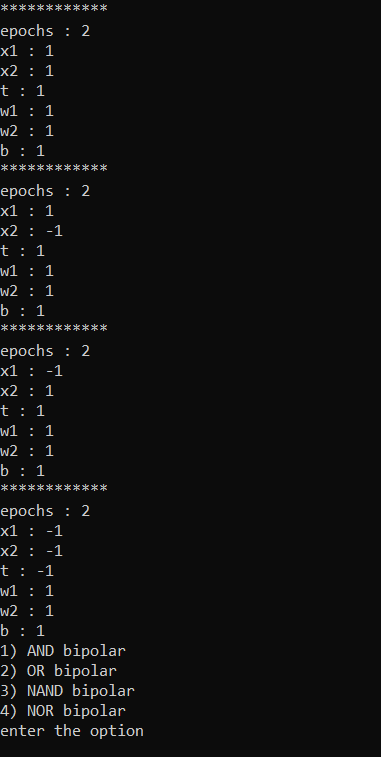 ************
epochs : 2
x1 : 1
x2 : 1
t : 1
w1 : 1
w2 : 1
b : 1
************
epochs : 2
x1 : 1
x2 : -1
t : 1
w1 : 1
w2 : 1
b : 1
************
epochs : 2
x1 : -1
x2 : 1
t : 1
w1 : 1
w2 : 1
b : 1
************
epochs : 2
x1 : -1
x2 : -1
t : -1
w1 : 1
w2 : 1
b : 1
1) AND bipolar
2) OR bipolar
3) NAND bipolar
4) NOR bipolar
enter the option